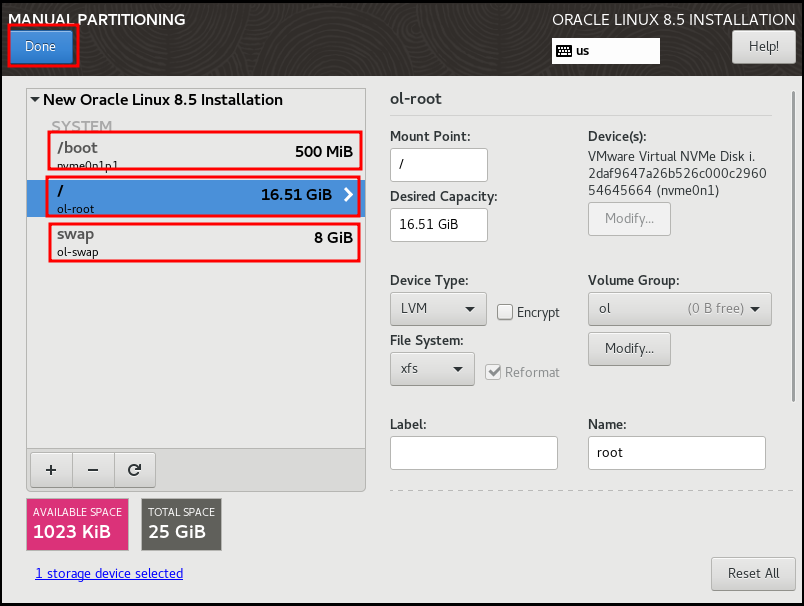 MANUAL PARTITIONING
ORACLE LINUX 8.5 INSTALLATION
Done
us
Help!
New Oracle Linux 8.5 Installation
SYSTEM
/boot
500 MiB
nvme0n1p1
/
16.51 GiB
ol-root
swap
8 GiB
ol-swap
+ −
AVAILABLE SPACE
1023 KiB
TOTAL SPACE
25 GiB
1 storage device selected
ol-root
Mount Point:
/
Desired Capacity:
16.51 GiB
Device(s):
VMware Virtual NVMe Disk i.
2daf9647a26b526c000c2960
54645664 (nvme0n1)
Modify...
Device Type:
LVM
Encrypt
File System:
xfs
Reformat
Volume Group:
ol (0 B free)
Modify...
Label:
Name:
root
Reset All